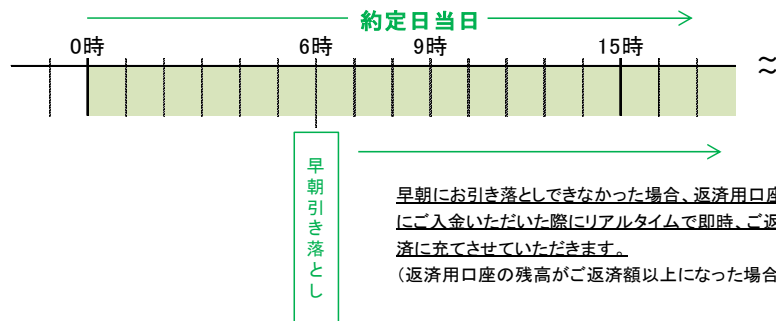 約定日当日
0時 6時 9時 15時
早朝引き落とし
早朝にお引き落としできなかった場合、返済用口座
にご入金いただいた際にリアルタイムで即時、ご返
済に充てさせていただきます。
（返済用口座の残高がご返済額以上になった場合